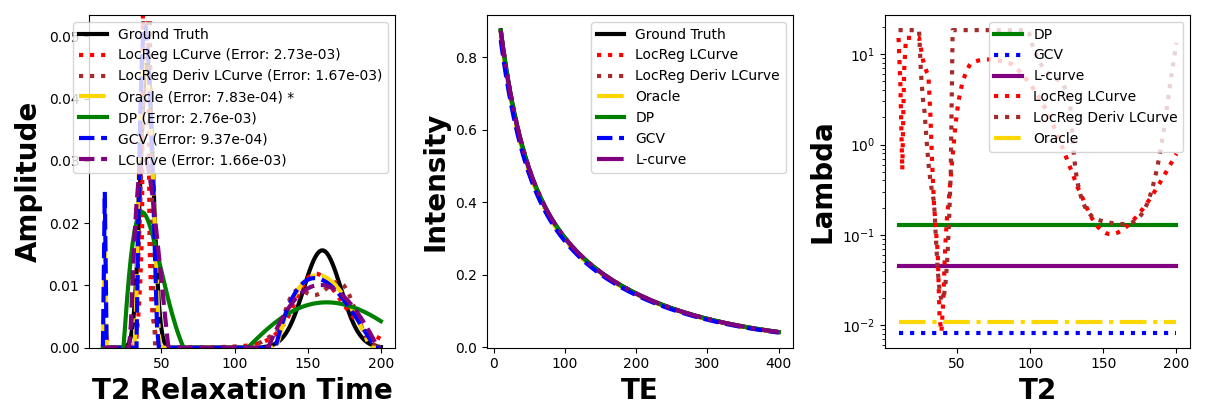 Amplitude
0.05
0.04
0.03
0.02
0.01
0.00
50
100
150
200
T2 Relaxation Time
Ground Truth
LocReg LCurve (Error: 2.73e-03)
LocReg Deriv LCurve (Error: 1.67e-03)
Oracle (Error: 7.83e-04) *
DP (Error: 2.76e-03)
GCV (Error: 9.37e-04)
LCurve (Error: 1.66e-03)
Intensity
0.8
0.6
0.4
0.2
0.0
0
100
200
300
400
TE
Ground Truth
LocReg LCurve
LocReg Deriv LCurve
Oracle
DP
GCV
L-curve
Lambda
10¹
10⁰
10⁻¹
10⁻²
50
100
150
200
T2
DP
GCV
L-curve
LocReg LCurve
LocReg Deriv LCurve
Oracle